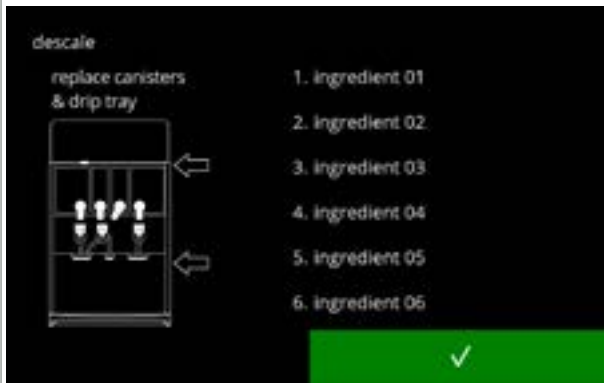 descale
replace canisters
& drip tray
1. ingredient 01
2. ingredient 02
3. ingredient 03
4. ingredient 04
5. ingredient 05
6. ingredient 06